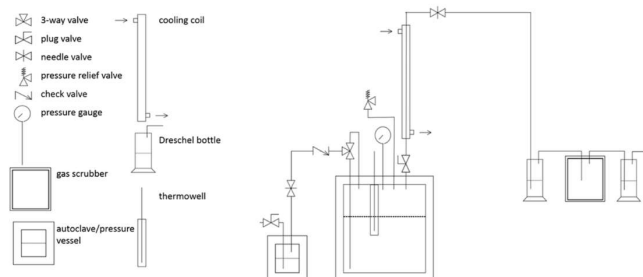 3-way valve
plug valve
needle valve
pressure relief valve
check valve
pressure gauge
gas scrubber
autoclave/pressure
vessel
cooling coil
Dreschel bottle
thermowell